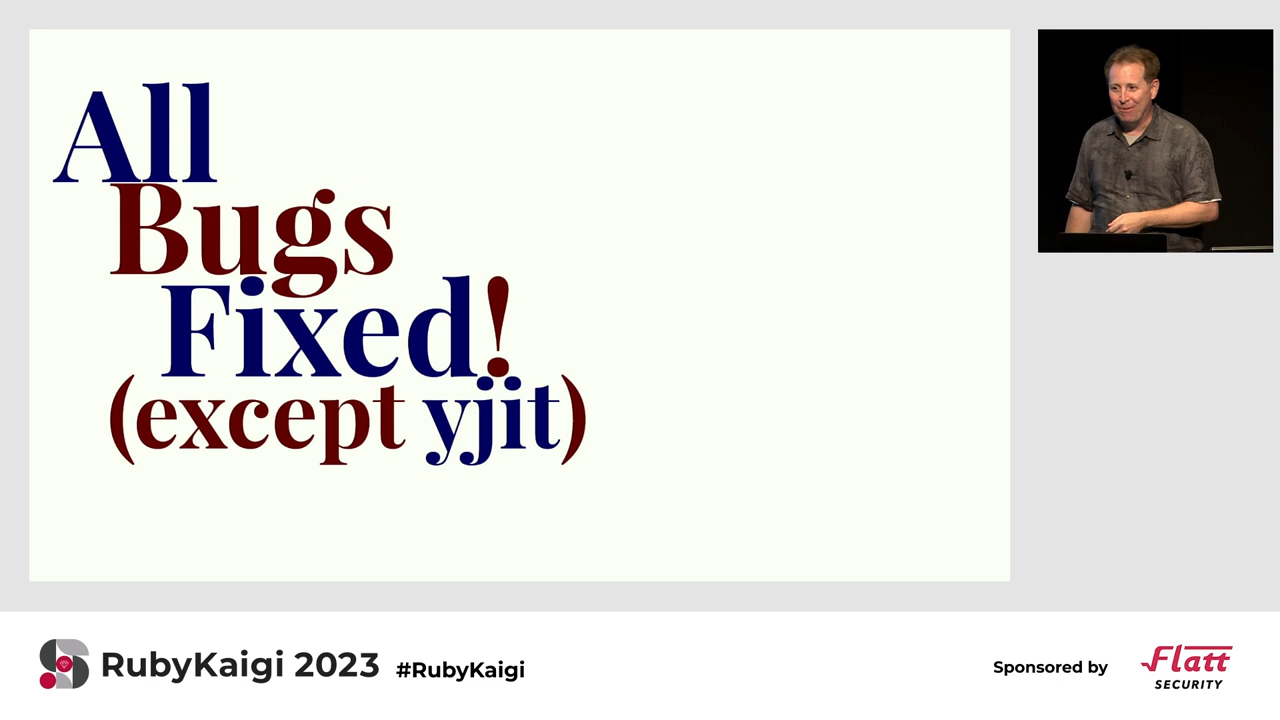 All
Bugs
Fixed!
(except yjit)
RubyKaigi 2023 #RubyKaigi
Sponsored by
Flatt
SECURITY